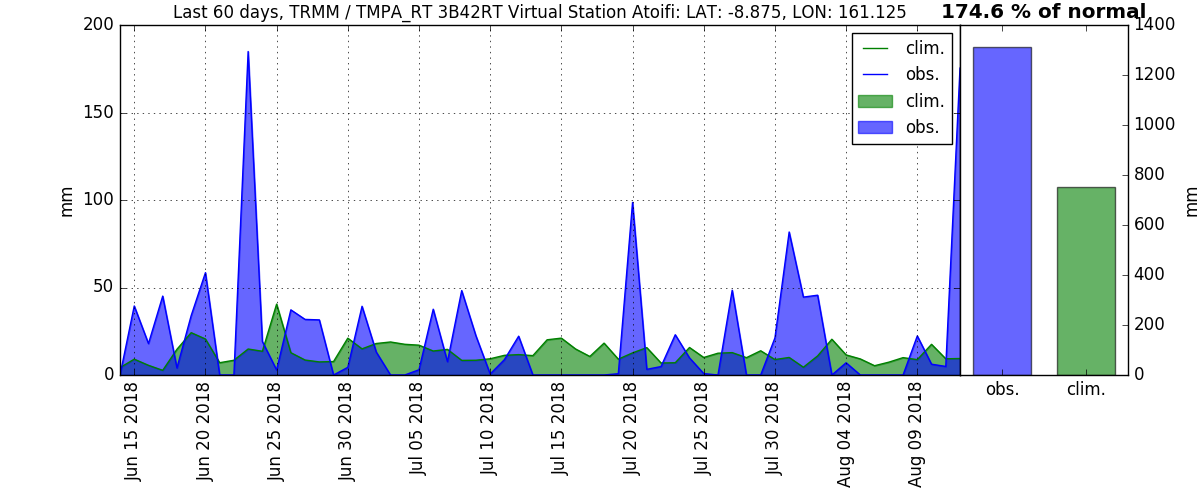 Last 60 days, TRMM / TMPA_RT 3B42RT Virtual Station Atoifi: LAT: -8.875, LON: 161.125
174.6 % of normal
200
150
100
50
0
mm
clim.
obs.
clim.
obs.
1400
1200
1000
800
600
400
200
0
mm
Jun 15 2018
Jun 20 2018
Jun 25 2018
Jun 30 2018
Jul 05 2018
Jul 10 2018
Jul 15 2018
Jul 20 2018
Jul 25 2018
Jul 30 2018
Aug 04 2018
Aug 09 2018
obs.
clim.